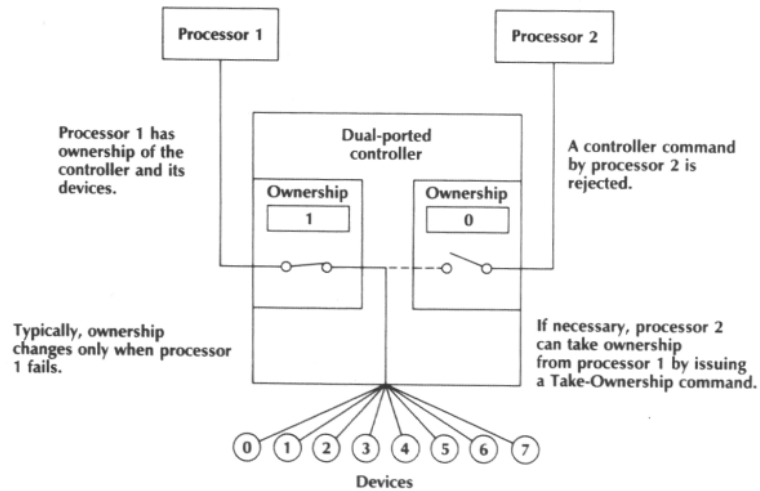 Processor 1
Processor 2
Processor 1 has
ownership of the
controller and its
devices.
Dual-ported
controller
A controller command
by processor 2 is
rejected.
Ownership
1
Ownership
0
Typically, ownership
changes only when processor
1 fails.
If necessary, processor 2
can take ownership
from processor 1 by issuing
a Take-Ownership command.
0 1 2 3 4 5 6 7
Devices